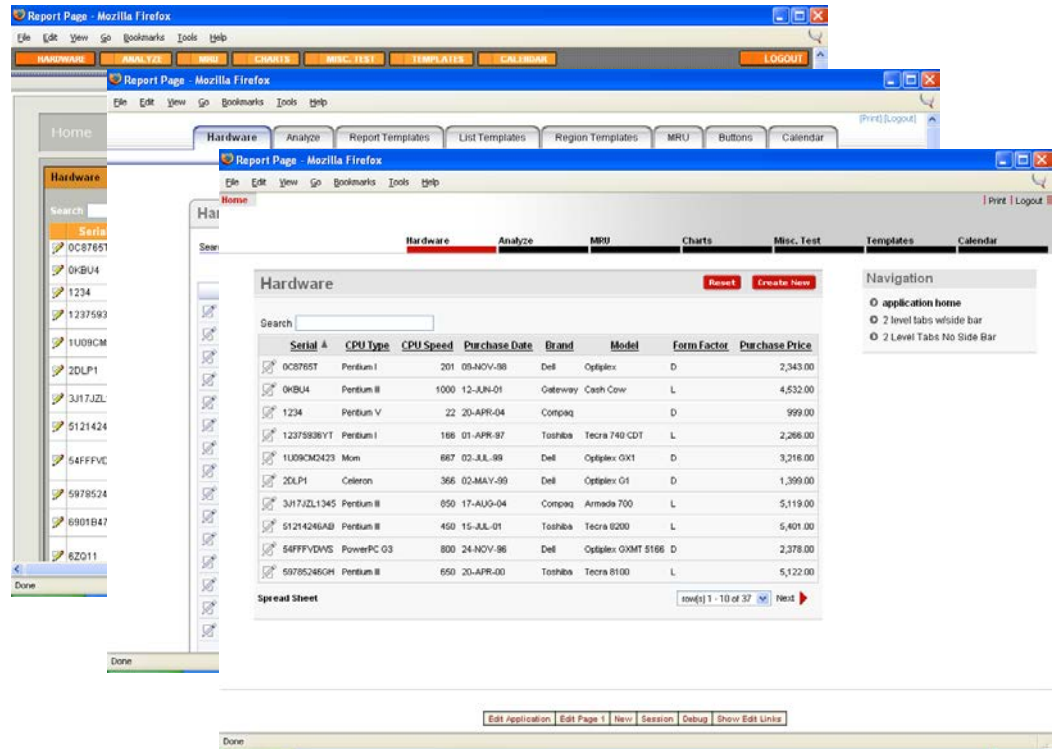 Report Page - Mozilla Firefox
File Edit View Go Bookmarks Tools Help
HARDWARE ANALYZE MRU CHARTS MISC. TEST TEMPLATES CALENDAR LOGOUT
Home
Hardware
Search
Serial
0C8765T
0KBU4
1234
1237593
1U09CM
2DLP1
3J17JZL
5121424
54FFFVD
5978524
6901B47
6ZQ11
Done
Report Page - Mozilla Firefox
File Edit View Go Bookmarks Tools Help
[Print] [Logout]
Hardware Analyze Report Templates List Templates Region Templates MRU Buttons Calendar
Har
Sear
Done
Report Page - Mozilla Firefox
File Edit View Go Bookmarks Tools Help
Home | Print | Logout
Hardware Analyze MRU Charts Misc. Test Templates Calendar
Hardware Reset Create New
Search
Serial CPU Type CPU Speed Purchase Date Brand Model Form Factor Purchase Price
0C8765T Pentium I 201 09-NOV-98 Dell Optiplex D 2,343.00
0KBU4 Pentium III 1000 12-JUN-01 Gateway Cash Cow L 4,532.00
1234 Pentium V 22 20-APR-04 Compaq D 999.00
12375936YT Pentium I 166 01-APR-97 Toshiba Tecra 740 CDT L 2,266.00
1U09CM2423 Mom 667 02-JUL-99 Dell Optiplex GX1 D 3,216.00
2DLP1 Celeron 366 02-MAY-99 Dell Optiplex G1 D 1,399.00
3J17JZL1345 Pentium III 850 17-AUG-04 Compaq Armada 700 L 5,119.00
51214246AB Pentium III 450 15-JUL-01 Toshiba Tecra 8200 L 5,401.00
54FFFVDWS PowerPC G3 800 24-NOV-96 Dell Optiplex GXMT 5166 D 2,378.00
59785246GH Pentium III 650 20-APR-00 Toshiba Tecra 8100 L 5,122.00
Spread Sheet row(s) 1 - 10 of 37 Next
Navigation
application home
2 level tabs w/side bar
2 Level Tabs No Side Bar
Edit Application Edit Page 1 New Session Debug Show Edit Links
Done